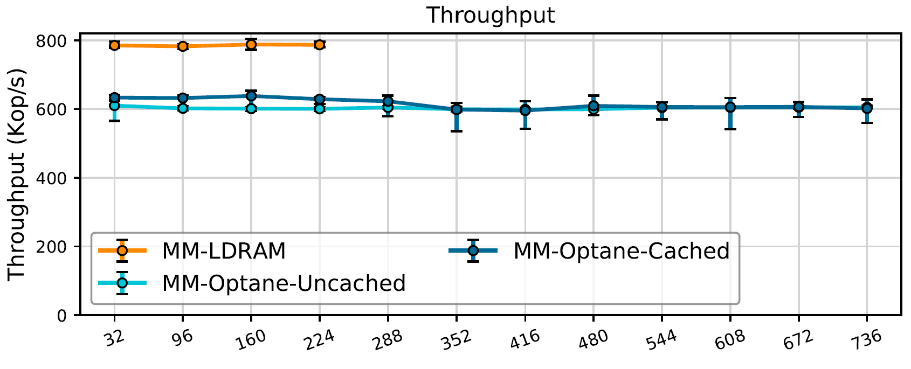 Throughput
Throughput (Kop/s)
800
600
400
200
0
MM-LDRAM
MM-Optane-Uncached
MM-Optane-Cached
32 96 160 224 288 352 416 480 544 608 672 736